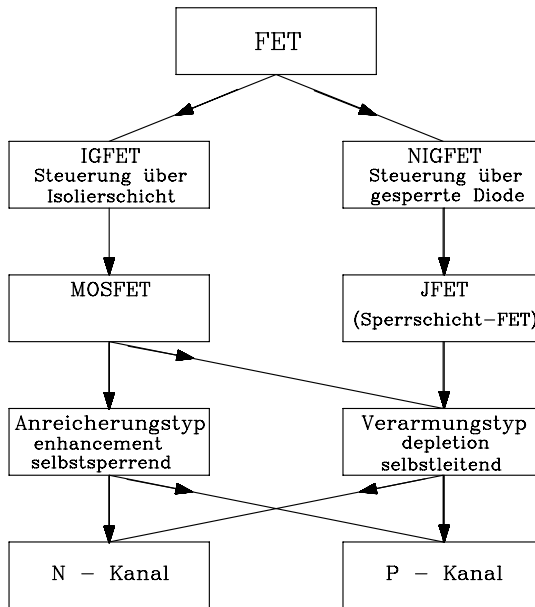 FET
IGFET
Steuerung über
Isolierschicht
NIGFET
Steuerung über
gesperrte Diode
MOSFET
JFET
(Sperrschicht-FET)
Anreicherungstyp
enhancement
selbstsperrend
Verarmungstyp
depletion
selbstleitend
N - Kanal
P - Kanal